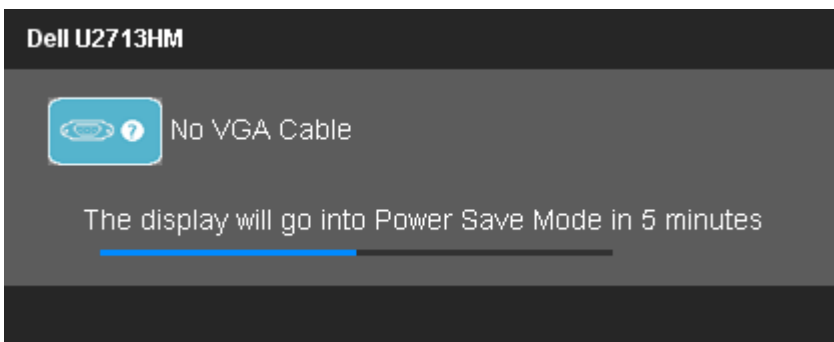 Dell U2713HM
? No VGA Cable
The display will go into Power Save Mode in 5 minutes